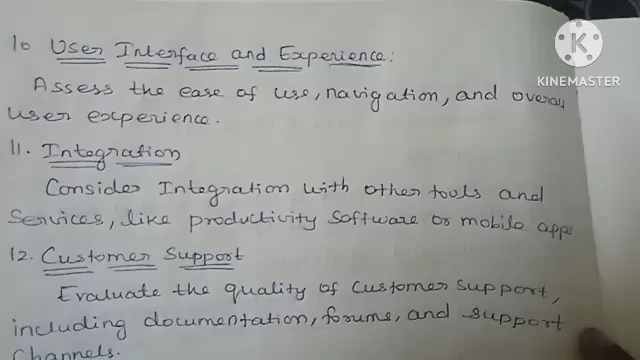 10 User Interface and Experience:
Assess the ease of use, navigation, and overall
user experience.
11. Integration
Consider Integration with other tools and
Services, like productivity software or mobile apps
12. Customer Support
Evaluate the quality of customer support,
including documentation, forums, and support
Channels.
KINEMASTER